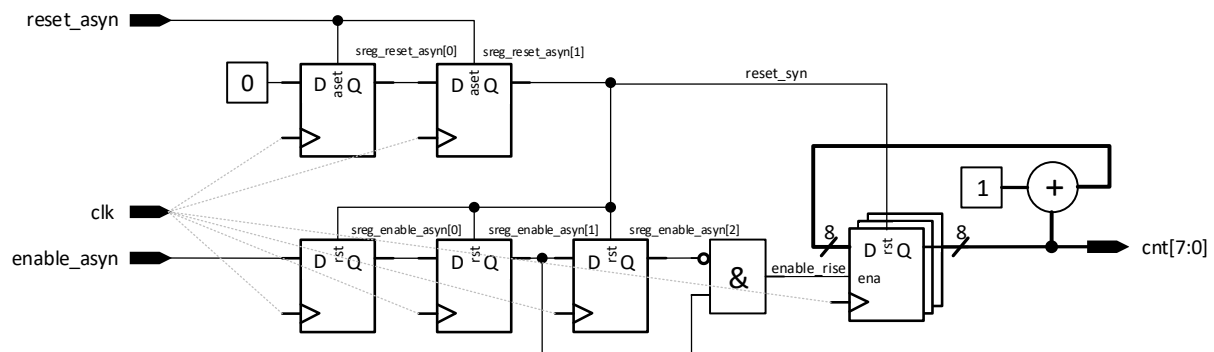 reset_asyn
sreg_reset_asyn[0]
sreg_reset_asyn[1]
reset_syn
0
D
aset
Q
D
aset
Q
1
+
clk
sreg_enable_asyn[0]
sreg_enable_asyn[1]
sreg_enable_asyn[2]
8
D
rst
Q
8
cnt[7:0]
enable_asyn
D
rst
Q
D
rst
Q
D
rst
Q
&
enable_rise
ena